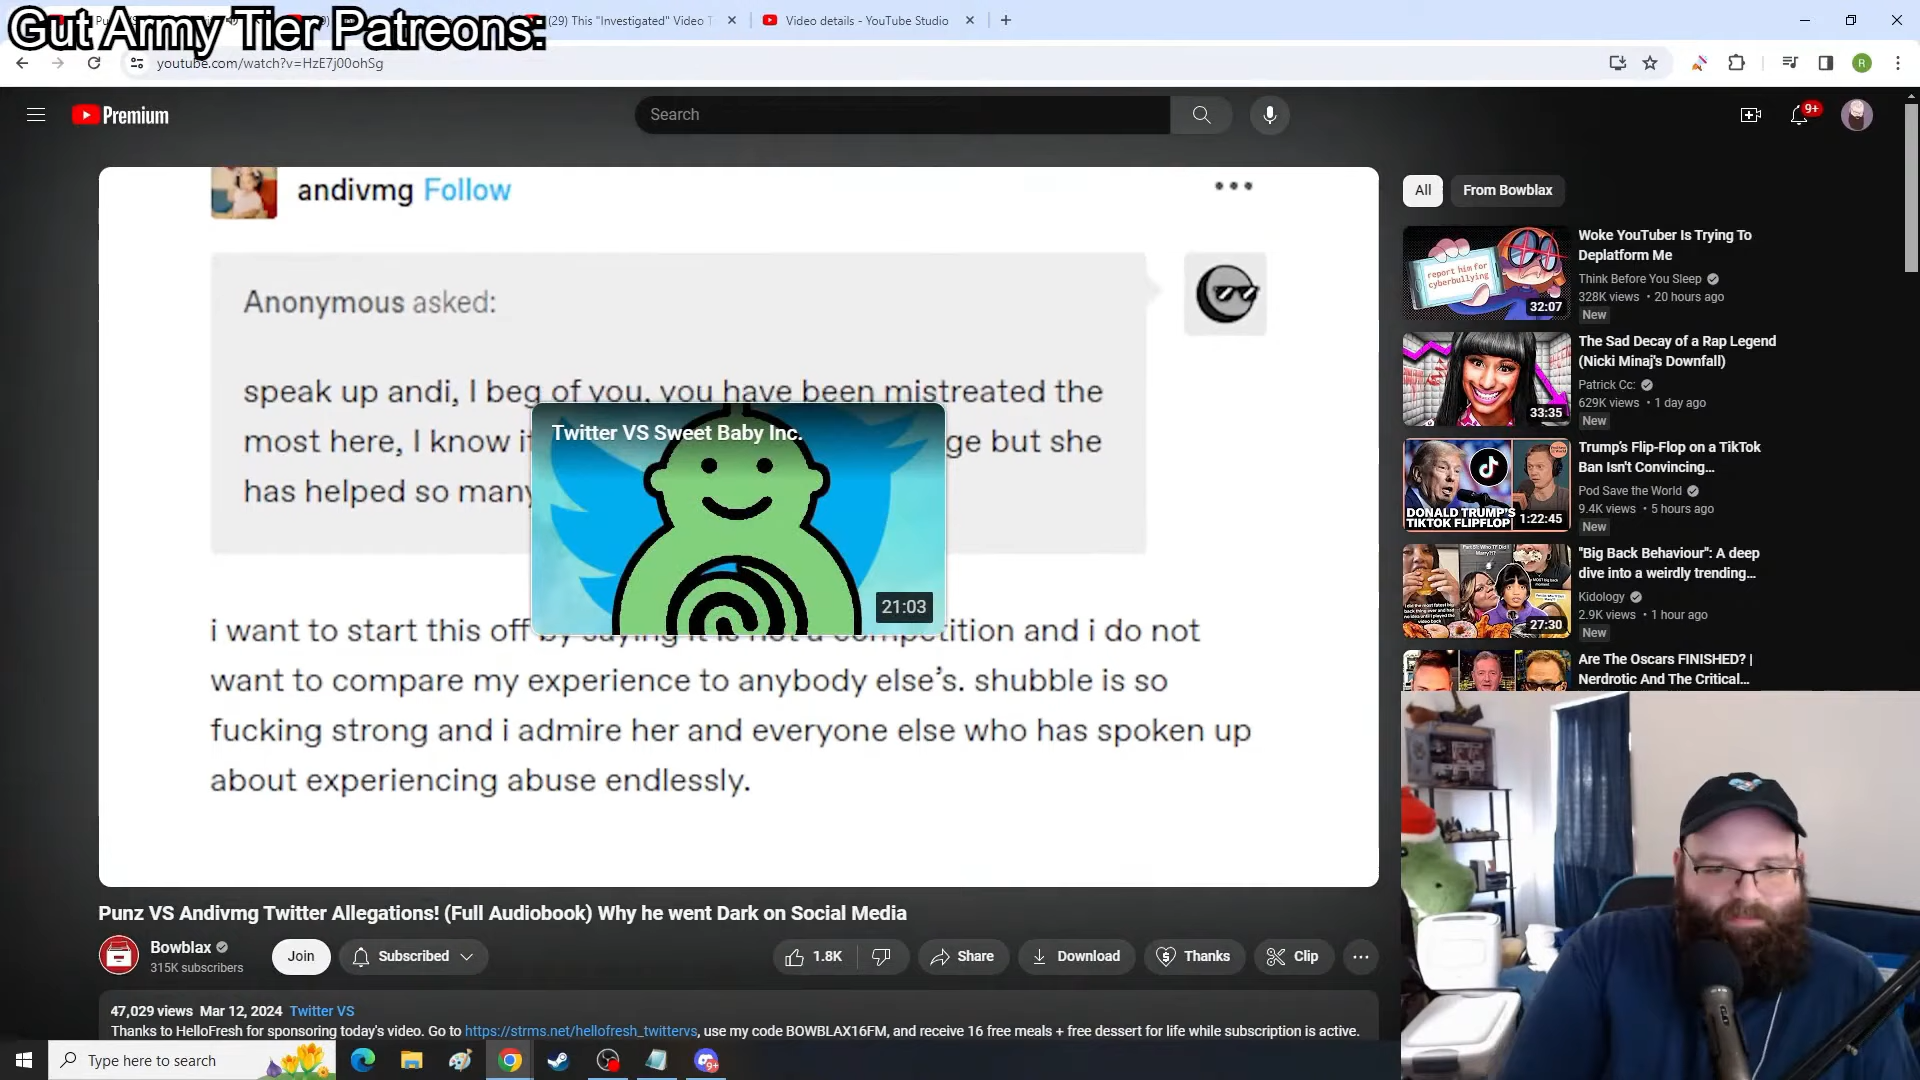 Gut Army Tier Patreons:
(29) This "Investigated" Video T
Video details - YouTube Studio
youtube.com/watch?v=HzE7j00ohSg
Premium
Search
9+
R
andivmg Follow
Anonymous asked:
speak up andi, I beg of you, you have been mistreated the
most here, I know
ge but she
has helped so many
Twitter VS Sweet Baby Inc.
21:03
i want to start this off by saying it is not a competition and i do not
want to compare my experience to anybody else's. shubble is so
fucking strong and i admire her and everyone else who has spoken up
about experiencing abuse endlessly.
All
From Bowblax
report him for
cyberbullying
32:07
Woke YouTuber Is Trying To
Deplatform Me
Think Before You Sleep
328K views • 20 hours ago
New
33:35
The Sad Decay of a Rap Legend
(Nicki Minaj's Downfall)
Patrick Cc:
629K views • 1 day ago
New
DONALD TRUMP'S
TIKTOK FLIPFLOP
1:22:45
Trump's Flip-Flop on a TikTok
Ban Isn't Convincing...
Pod Save the World
9.4K views • 5 hours ago
New
27:30
"Big Back Behaviour": A deep
dive into a weirdly trending...
Kidology
2.9K views • 1 hour ago
New
Are The Oscars FINISHED? |
Nerdrotic And The Critical...
Punz VS Andivmg Twitter Allegations! (Full Audiobook) Why he went Dark on Social Media
Bowblax
315K subscribers
Join
Subscribed
1.8K
Share
Download
Thanks
Clip
47,029 views Mar 12, 2024 Twitter VS
Thanks to HelloFresh for sponsoring today's video. Go to https://strms.net/hellofresh_twittervs, use my code BOWBLAX16FM, and receive 16 free meals + free dessert for life while subscription is active.
Type here to search
9+